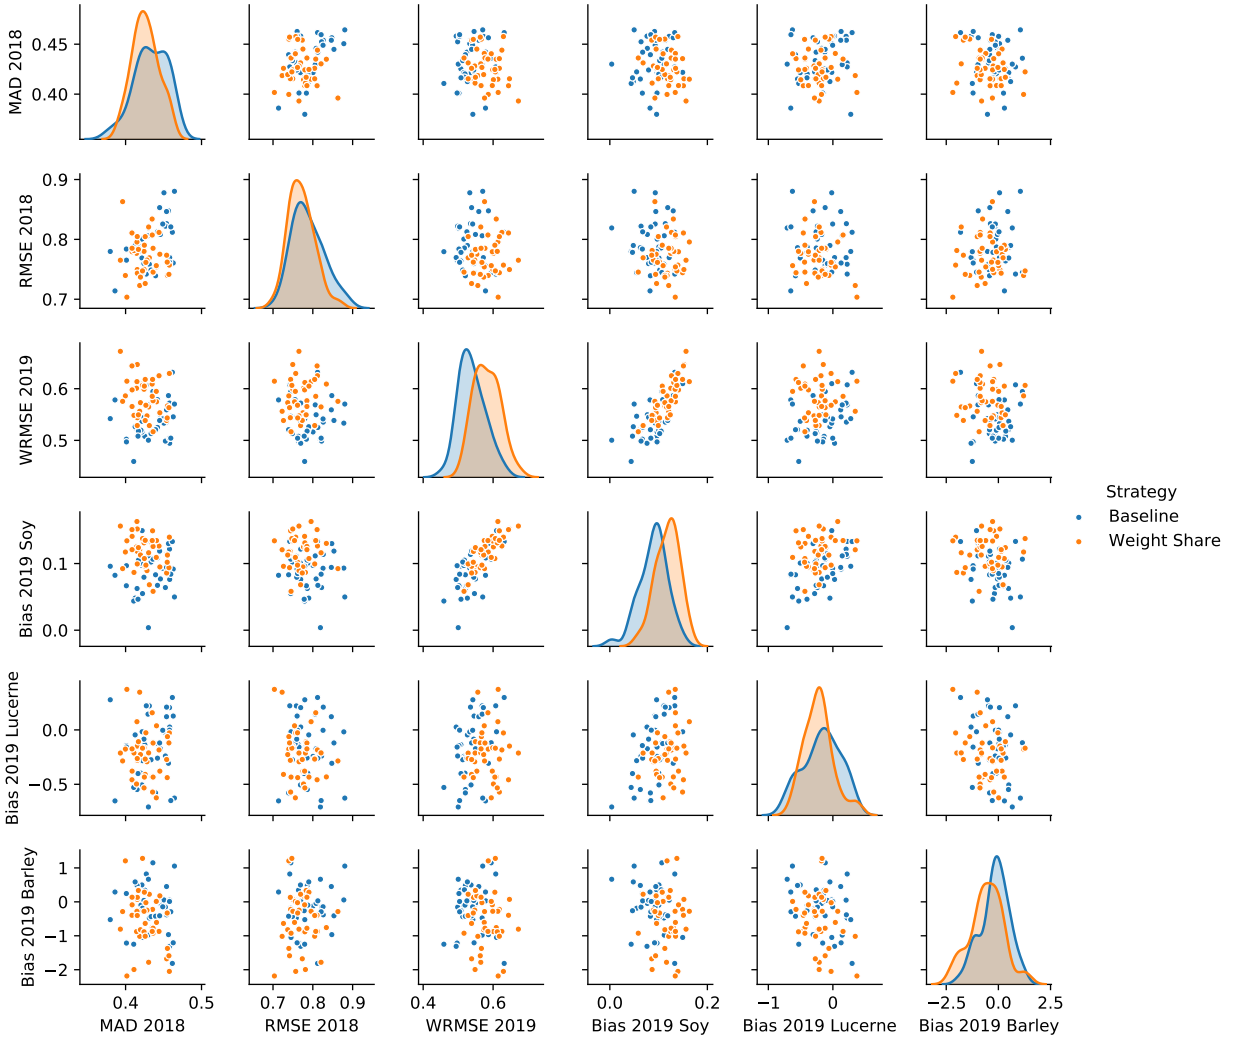 MAD 2018
0.45
0.40
RMSE 2018
0.9
0.8
0.7
WRMSE 2019
0.6
0.5
Bias 2019 Soy
0.1
0.0
Bias 2019 Lucerne
0.0
−0.5
Bias 2019 Barley
1
0
−1
−2
0.4 0.5
0.7 0.8 0.9
0.4 0.6
0.0 0.2
−1 0
−2.5 0.0 2.5
MAD 2018
RMSE 2018
WRMSE 2019
Bias 2019 Soy
Bias 2019 Lucerne
Bias 2019 Barley
Strategy
Baseline
Weight Share